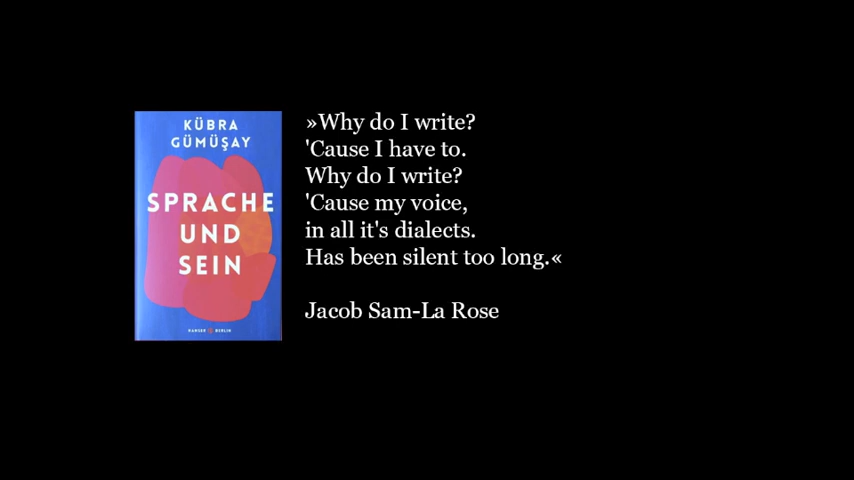 KÜBRA
GÜMÜŞAY
SPRACHE
UND
SEIN
HANSER BERLIN
»Why do I write?
'Cause I have to.
Why do I write?
'Cause my voice,
in all it's dialects.
Has been silent too long.«
Jacob Sam-La Rose